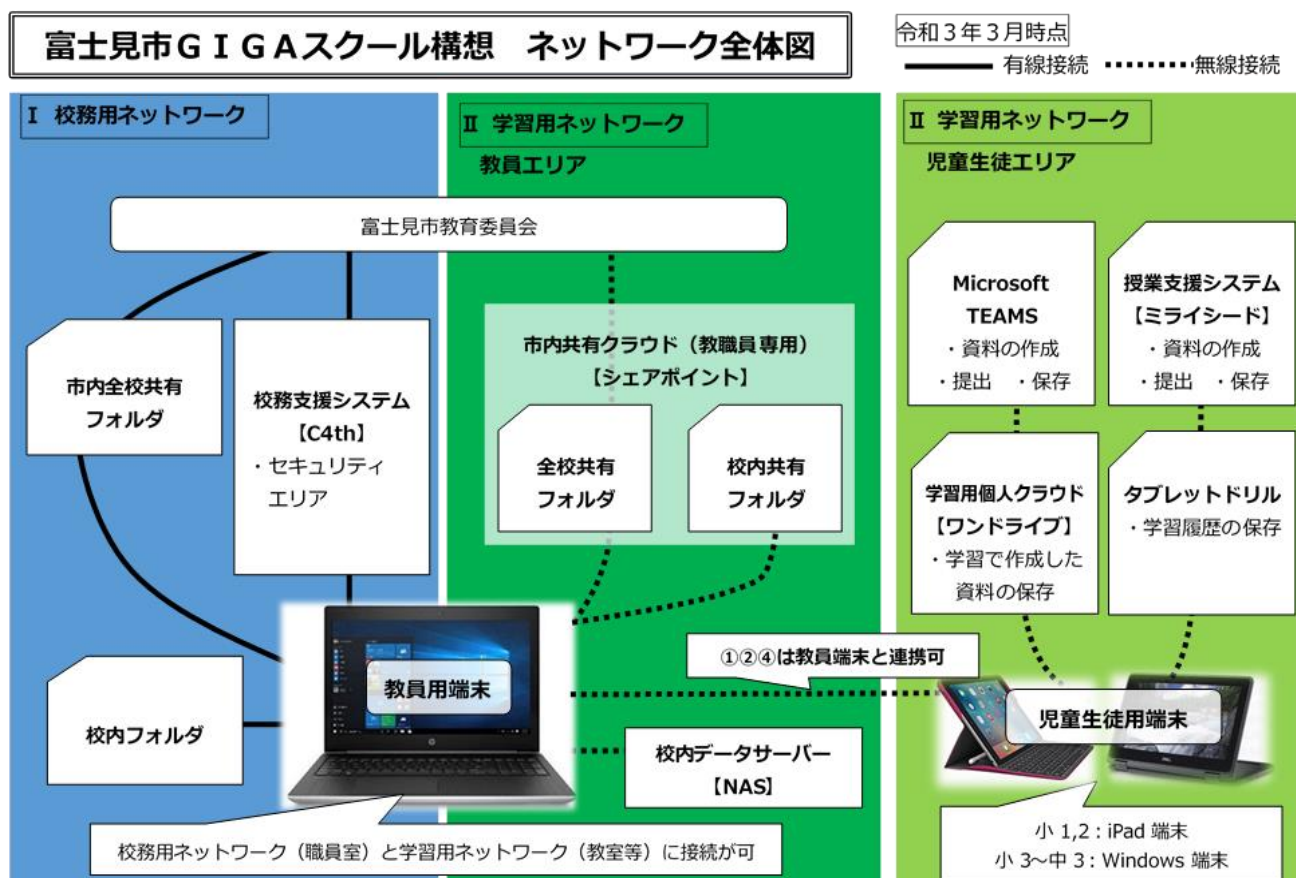 富士見市ＧＩＧＡスクール構想　ネットワーク全体図
令和３年３月時点
有線接続
無線接続
Ⅰ 校務用ネットワーク
Ⅱ 学習用ネットワーク
教員エリア
Ⅱ 学習用ネットワーク
児童生徒エリア
富士見市教育委員会
市内全校共有
フォルダ
校務支援システム
【C4th】
・セキュリティ
エリア
市内共有クラウド（教職員専用）
【シェアポイント】
全校共有
フォルダ
校内共有
フォルダ
Microsoft
TEAMS
・資料の作成
・提出　・保存
授業支援システム
【ミライシード】
・資料の作成
・提出　・保存
学習用個人クラウド
【ワンドライブ】
・学習で作成した
資料の保存
タブレットドリル
・学習履歴の保存
①②④は教員端末と連携可
教員用端末
児童生徒用端末
校内フォルダ
校内データサーバー
【NAS】
校務用ネットワーク（職員室）と学習用ネットワーク（教室等）に接続が可
小 1,2：iPad 端末
小 3～中 3：Windows 端末